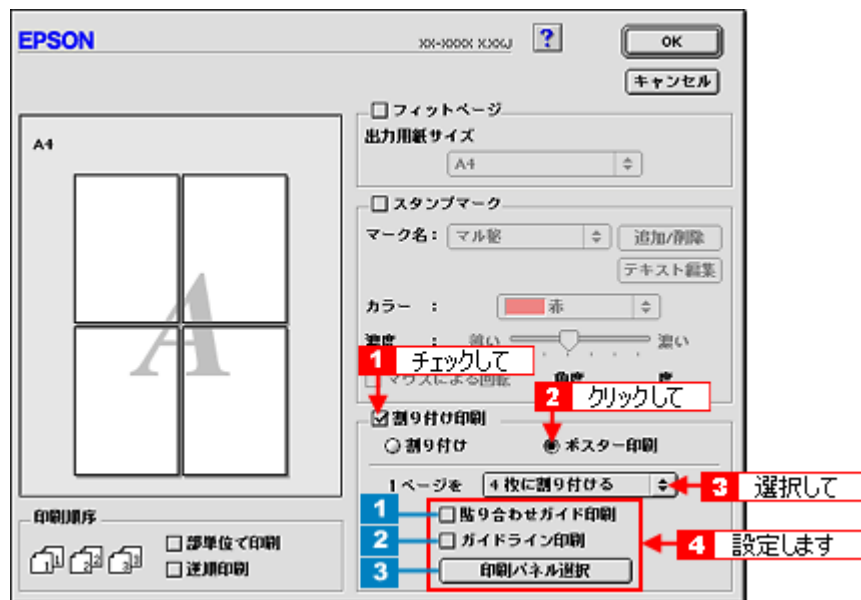 EPSON
XX-XXXX X.XXJ
?
OK
キャンセル
A4
フィットページ
出力用紙サイズ
A4
スタンプマーク
マーク名: マル秘
追加/削除
テキスト編集
カラー : 赤
濃度 : 薄い 濃い
1 チェックして
マウスによる回転 角度 度
2 クリックして
割り付け印刷
割り付け ポスター印刷
1ページを 4枚に割り付ける
3 選択して
1 貼り合わせガイド印刷
2 ガイドライン印刷
3 印刷パネル選択
4 設定します
A
印刷順序
1 1 2 2 3 3
部単位で印刷
逆順印刷